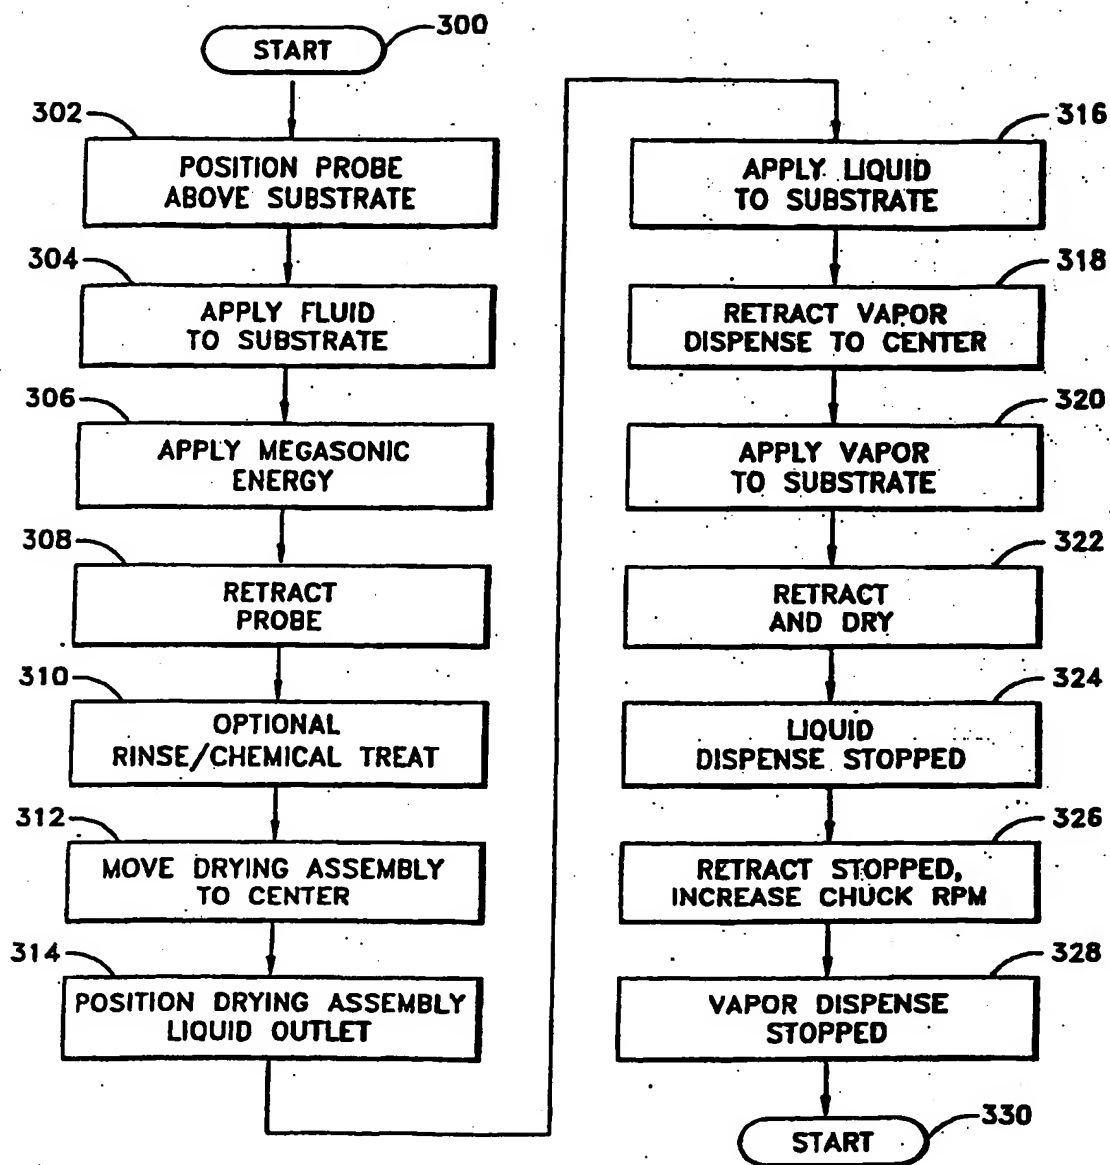 START
300
302
POSITION PROBE
ABOVE SUBSTRATE
304
APPLY FLUID
TO SUBSTRATE
306
APPLY MEGASONIC
ENERGY
308
RETRACT
PROBE
310
OPTIONAL
RINSE/CHEMICAL TREAT
312
MOVE DRYING ASSEMBLY
TO CENTER
314
POSITION DRYING ASSEMBLY
LIQUID OUTLET
316
APPLY LIQUID
TO SUBSTRATE
318
RETRACT VAPOR
DISPENSE TO CENTER
320
APPLY VAPOR
TO SUBSTRATE
322
RETRACT
AND DRY
324
LIQUID
DISPENSE STOPPED
326
RETRACT STOPPED,
INCREASE CHUCK RPM
328
VAPOR DISPENSE
STOPPED
330
START